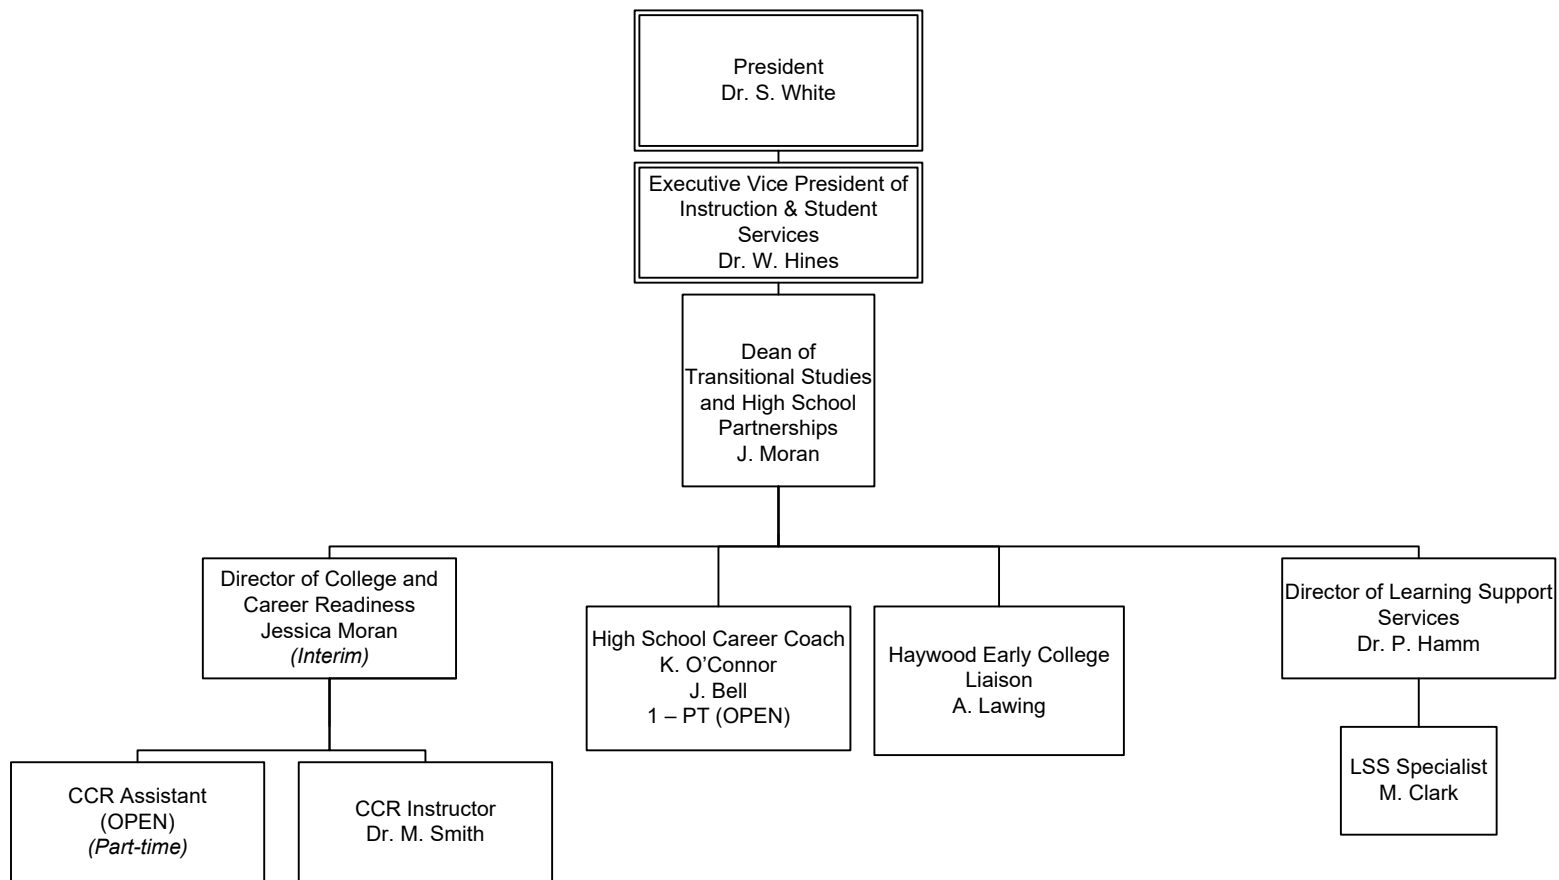 President
Dr. S. White
Executive Vice President of
Instruction & Student
Services
Dr. W. Hines
Dean of
Transitional Studies
and High School
Partnerships
J. Moran
Director of College and
Career Readiness
Jessica Moran
(Interim)
High School Career Coach
K. O’Connor
J. Bell
1 – PT (OPEN)
Haywood Early College
Liaison
A. Lawing
Director of Learning Support
Services
Dr. P. Hamm
CCR Assistant
(OPEN)
(Part-time)
CCR Instructor
Dr. M. Smith
LSS Specialist
M. Clark